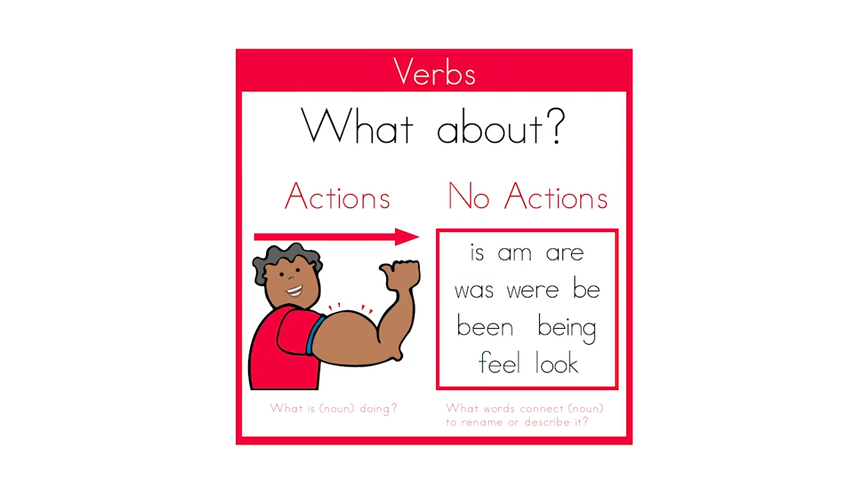 Verbs
What about?
Actions
No Actions
is am are
was were be
been being
feel look
What is (noun) doing?
What words connect (noun)
to rename or describe it?